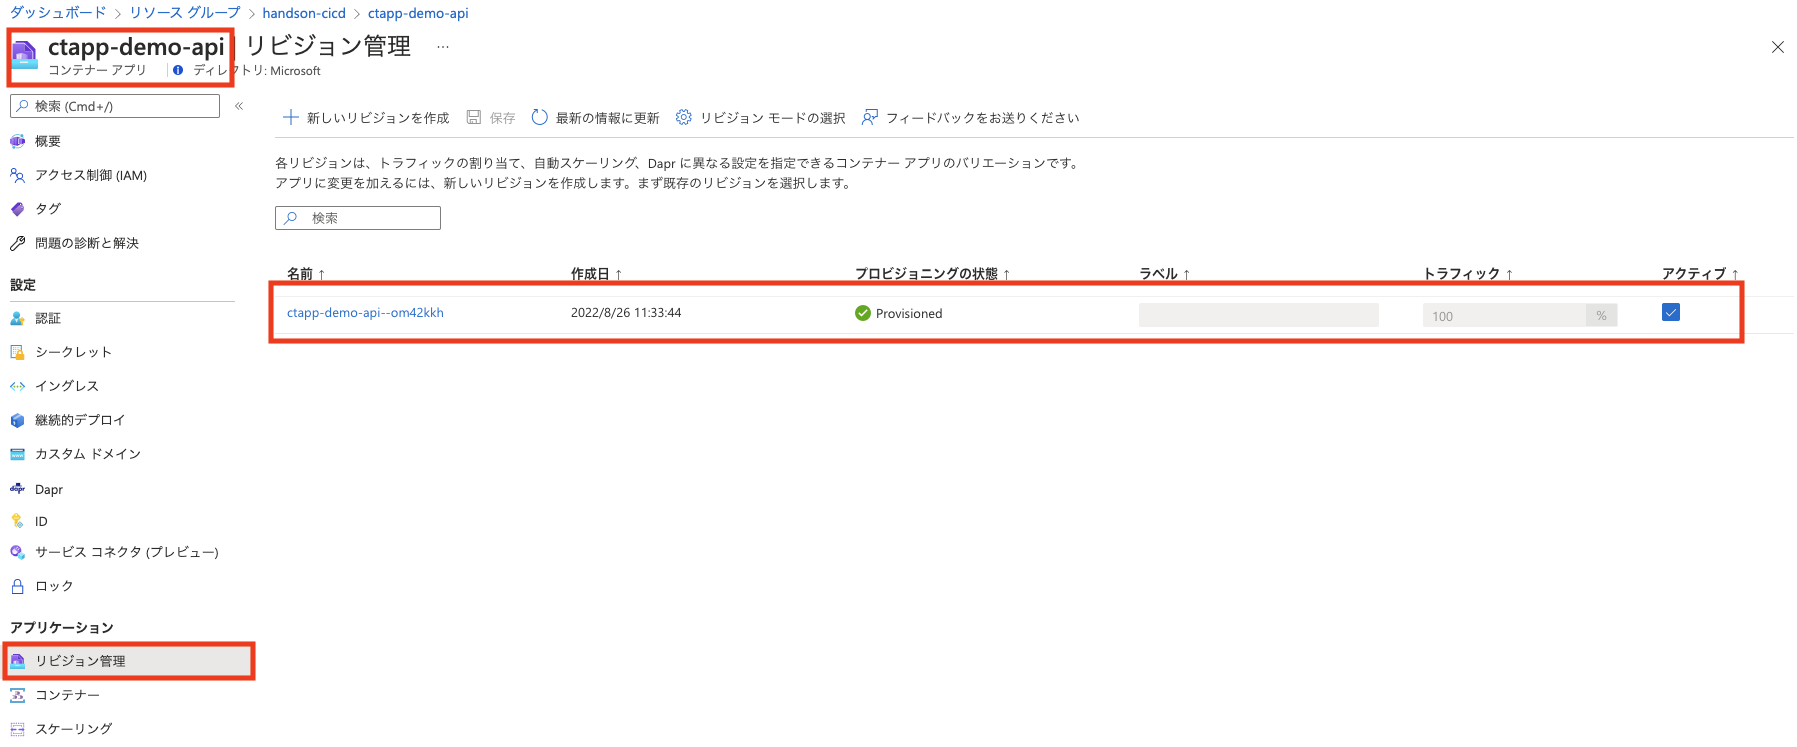 ダッシュボード > リソース グループ > handson-cicd > ctapp-demo-api
ctapp-demo-api | リビジョン管理 …
コンテナー アプリ ディレクトリ: Microsoft
検索 (Cmd+/) «
概要
アクセス制御 (IAM)
タグ
問題の診断と解決
設定
認証
シークレット
イングレス
継続的デプロイ
カスタム ドメイン
Dapr
ID
サービス コネクタ (プレビュー)
ロック
アプリケーション
リビジョン管理
コンテナー
スケーリング
新しいリビジョンを作成 保存 最新の情報に更新 リビジョン モードの選択 フィードバックをお送りください
各リビジョンは、トラフィックの割り当て、自動スケーリング、Dapr に異なる設定を指定できるコンテナー アプリのバリエーションです。
アプリに変更を加えるには、新しいリビジョンを作成します。まず既存のリビジョンを選択します。
検索
名前 ↑ 作成日 ↑ プロビジョニングの状態 ↑ ラベル ↑ トラフィック ↑ アクティブ ↑
ctapp-demo-api--om42kkh 2022/8/26 11:33:44 Provisioned 100 %